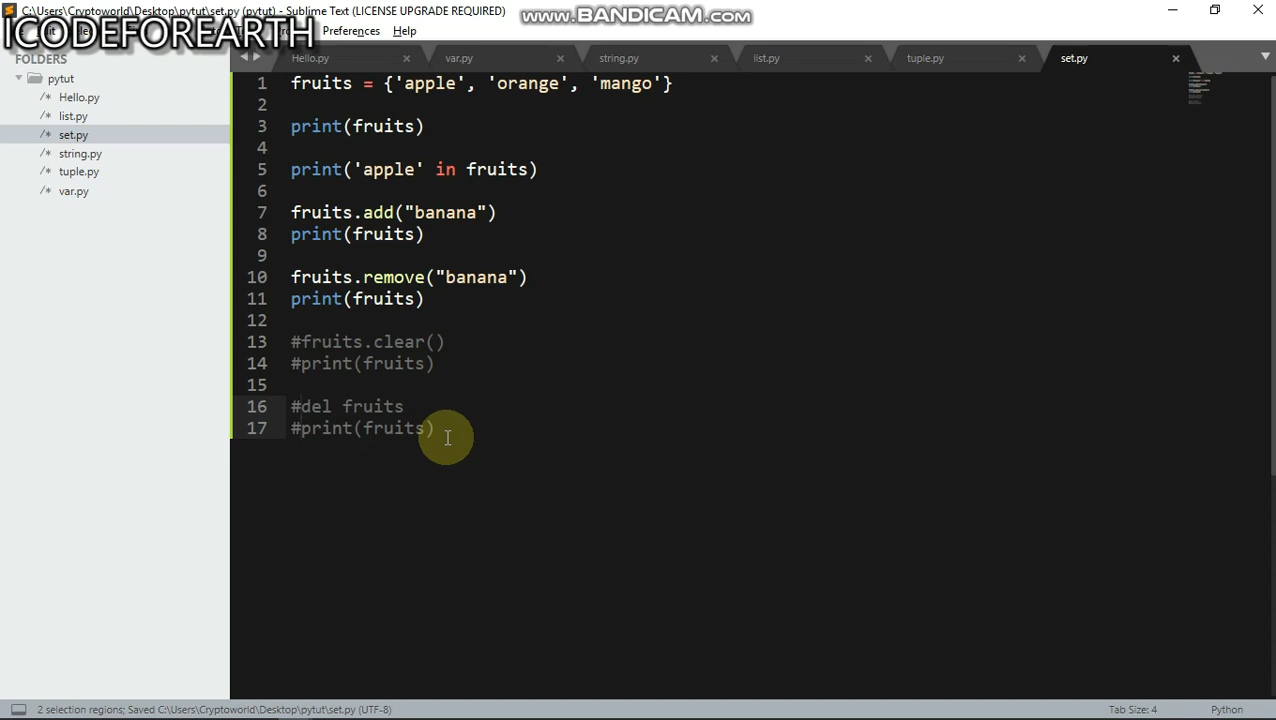 C:\Users\Cryptoworld\Desktop\pytut\set.py (pytut) - Sublime Text (LICENSE UPGRADE REQUIRED)
www.BANDICAM.com
ICODEFOREARTH
Preferences Help
FOLDERS
pytut
/* Hello.py
/* list.py
/* set.py
/* string.py
/* tuple.py
/* var.py
Hello.py × var.py × string.py × list.py × tuple.py × set.py ×
1 fruits = {'apple', 'orange', 'mango'}
2
3 print(fruits)
4
5 print('apple' in fruits)
6
7 fruits.add("banana")
8 print(fruits)
9
10 fruits.remove("banana")
11 print(fruits)
12
13 #fruits.clear()
14 #print(fruits)
15
16 #del fruits
17 #print(fruits)
2 selection regions; Saved C:\Users\Cryptoworld\Desktop\pytut\set.py (UTF-8)
Tab Size: 4 Python